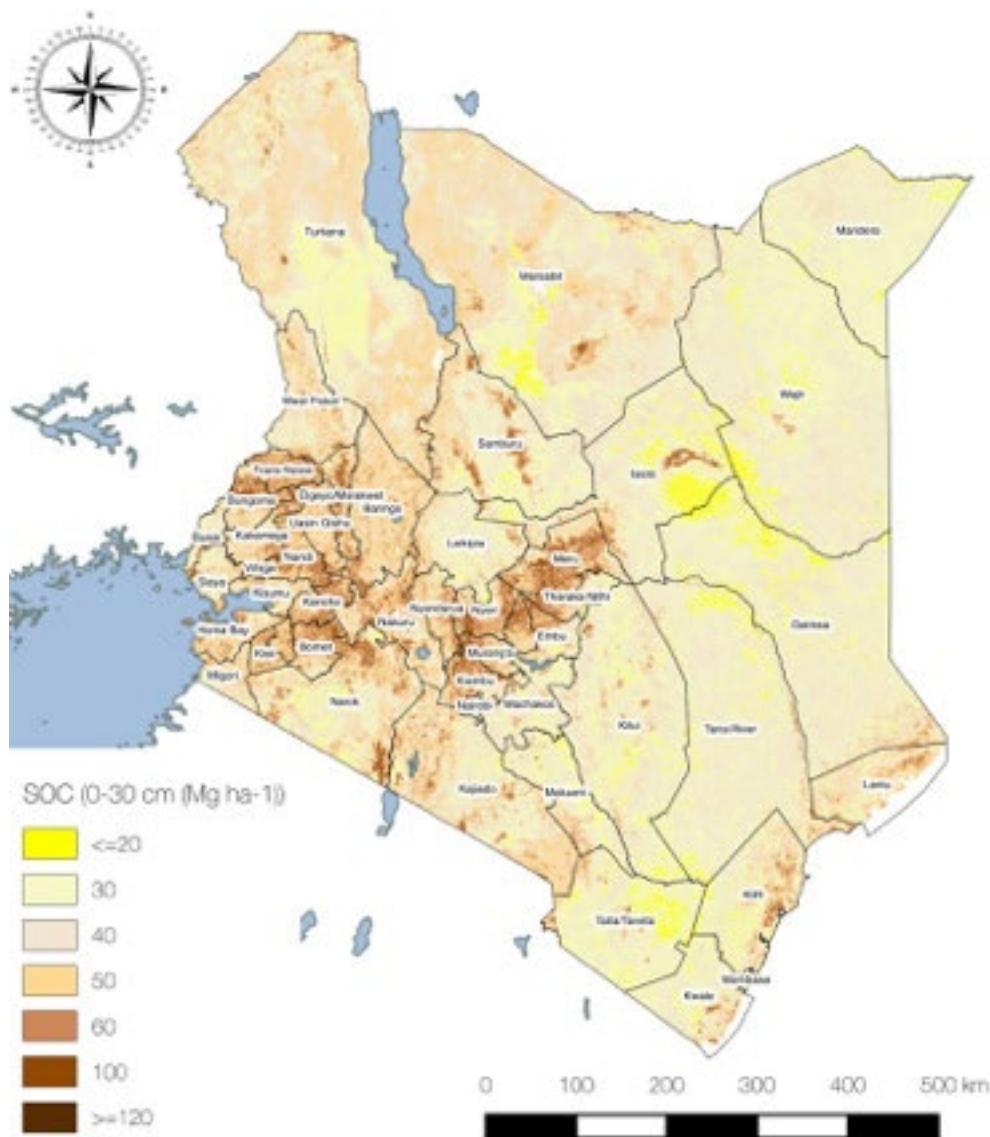 Turkana
Marsabit
Mandera
Wajir
West Pokot
Samburu
Isiolo
Trans Nzoia
Bungoma
Elgeyo/Marakwet
Baringo
Uasin Gishu
Busia
Kakamega
Laikipia
Nandi
Meru
Vihiga
Siaya
Kisumu
Tharaka Nithi
Kericho
Nyandarua
Nyeri
Garissa
Homa Bay
Nakuru
Embu
Kisii
Bomet
Murang'a
Migori
Kiambu
Narok
Nairobi
Machakos
Kitui
Tana River
Kajiado
Makueni
Lamu
SOC (0-30 cm (Mg ha-1))
<=20
30
40
50
60
100
>=120
Kilifi
Taita/Taveta
Mombasa
Kwale
0 100 200 300 400 500 km